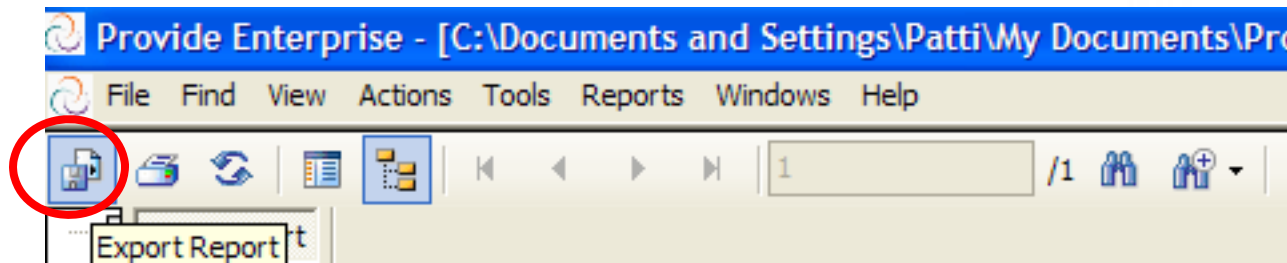 Provide Enterprise - [C:\Documents and Settings\Patti\My Documents\Pro
File Find View Actions Tools Reports Windows Help
1 /1
Export Report